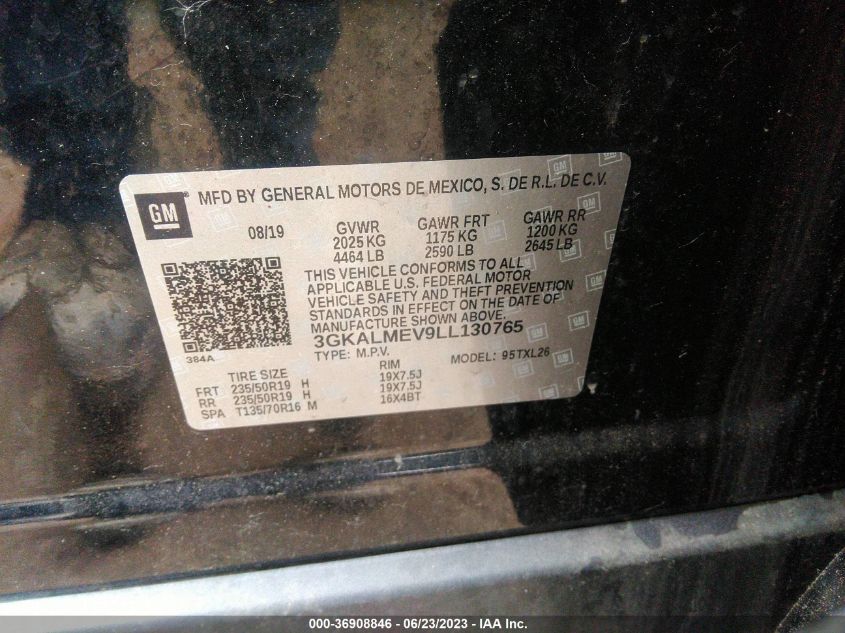 GM MFD BY GENERAL MOTORS DE MEXICO, S. DE R.L. DE C.V.
08/19 GVWR GAWR FRT GAWR RR
2025 KG 1175 KG 1200 KG
4464 LB 2590 LB 2645 LB
THIS VEHICLE CONFORMS TO ALL
APPLICABLE U.S. FEDERAL MOTOR
VEHICLE SAFETY AND THEFT PREVENTION
STANDARDS IN EFFECT ON THE DATE OF
MANUFACTURE SHOWN ABOVE.
3GKALMEV9LL130765
384A TYPE: M.P.V. MODEL: 95TXL26
TIRE SIZE RIM
FRT 235/50R19 H 19X7.5J
RR 235/50R19 H 19X7.5J
SPA T135/70R16 M 16X4BT
000-36908846 - 06/23/2023 - IAA Inc.